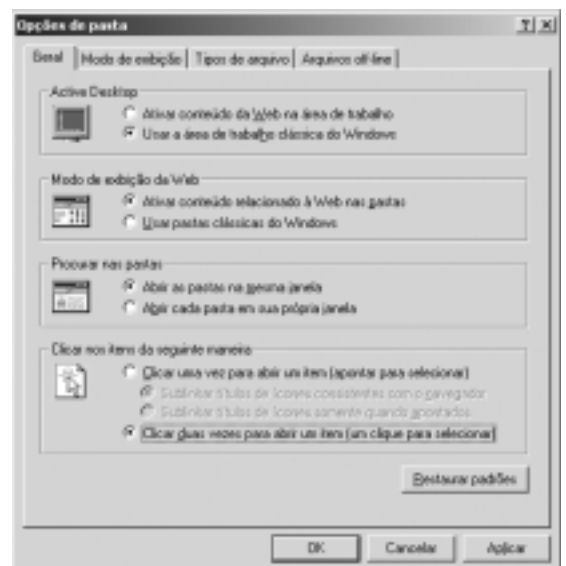 Opções de pasta
Geral Modo de exibição Tipos de arquivo Arquivos off-line
Active Desktop
Ativar conteúdo da Web na área de trabalho
Usar a área de trabalho clássica do Windows
Modo de exibição da Web
Ativar conteúdo relacionado à Web nas pastas
Usar pastas clássicas do Windows
Procurar nas pastas
Abrir as pastas na mesma janela
Abrir cada pasta em sua própria janela
Clicar nos itens da seguinte maneira
Clicar uma vez para abrir um item (apontar para selecionar)
Sublinhar títulos de ícones consistentes com o navegador
Sublinhar títulos de ícones somente quando apontados
Clicar duas vezes para abrir um item (um clique para selecionar)
Restaurar padrões
OK Cancelar Aplicar